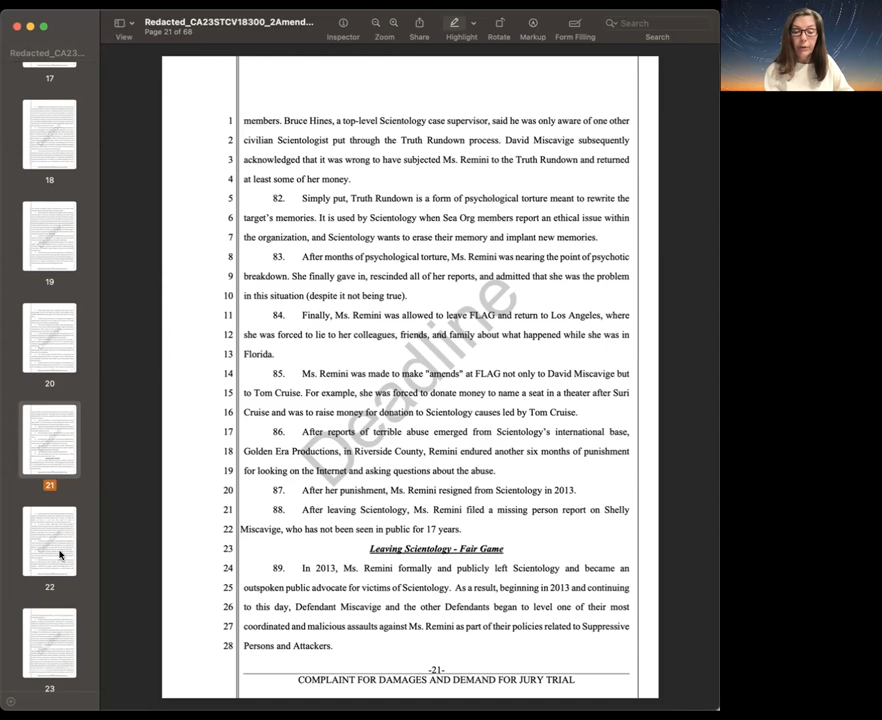 Redacted_CA23STCV18300_2Amend...
Page 21 of 68
View
Inspector
Zoom
Share
Highlight
Rotate
Markup
Form Filling
Search
Search
Redacted_CA23...
17
18
19
20
21
22
23
1 members. Bruce Hines, a top-level Scientology case supervisor, said he was only aware of one other
2 civilian Scientologist put through the Truth Rundown process. David Miscavige subsequently
3 acknowledged that it was wrong to have subjected Ms. Remini to the Truth Rundown and returned
4 at least some of her money.
5 82. Simply put, Truth Rundown is a form of psychological torture meant to rewrite the
6 target's memories. It is used by Scientology when Sea Org members report an ethical issue within
7 the organization, and Scientology wants to erase their memory and implant new memories.
8 83. After months of psychological torture, Ms. Remini was nearing the point of psychotic
9 breakdown. She finally gave in, rescinded all of her reports, and admitted that she was the problem
10 in this situation (despite it not being true).
11 84. Finally, Ms. Remini was allowed to leave FLAG and return to Los Angeles, where
12 she was forced to lie to her colleagues, friends, and family about what happened while she was in
13 Florida.
14 85. Ms. Remini was made to make "amends" at FLAG not only to David Miscavige but
15 to Tom Cruise. For example, she was forced to donate money to name a seat in a theater after Suri
16 Cruise and was to raise money for donation to Scientology causes led by Tom Cruise.
17 86. After reports of terrible abuse emerged from Scientology's international base,
18 Golden Era Productions, in Riverside County, Remini endured another six months of punishment
19 for looking on the Internet and asking questions about the abuse.
20 87. After her punishment, Ms. Remini resigned from Scientology in 2013.
21 88. After leaving Scientology, Ms. Remini filed a missing person report on Shelly
22 Miscavige, who has not been seen in public for 17 years.
23 Leaving Scientology - Fair Game
24 89. In 2013, Ms. Remini formally and publicly left Scientology and became an
25 outspoken public advocate for victims of Scientology. As a result, beginning in 2013 and continuing
26 to this day, Defendant Miscavige and the other Defendants began to level one of their most
27 coordinated and malicious assaults against Ms. Remini as part of their policies related to Suppressive
28 Persons and Attackers.
-21-
COMPLAINT FOR DAMAGES AND DEMAND FOR JURY TRIAL
Deadline